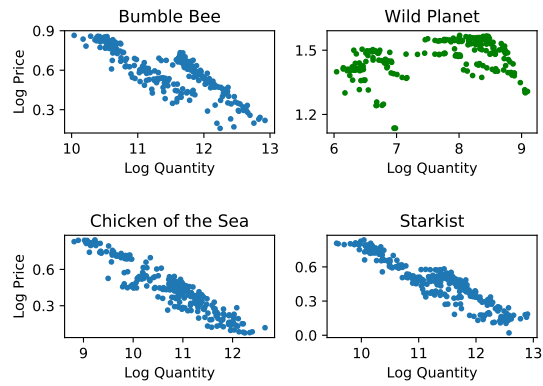 Bumble Bee
Wild Planet
0.9
0.6
0.3
Log Price
10 11 12 13
Log Quantity
1.5
1.2
6 7 8 9
Log Quantity
Chicken of the Sea
Starkist
0.6
0.3
Log Price
9 10 11 12
Log Quantity
0.6
0.3
0.0
10 11 12 13
Log Quantity